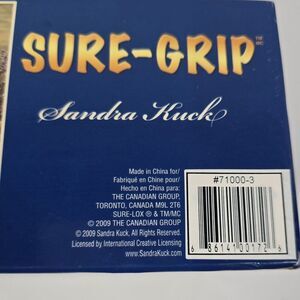 SURE-GRIP™
MC
Sandra Kuck
Made in China for/
Fabriqué en Chine pour/
Hecho en China para:
THE CANADIAN GROUP,
TORONTO, CANADA M9L 2T6
SURE-LOX ® & TM/MC
© 2009 THE CANADIAN GROUP
© 2009 Sandra Kuck. All Rights Reserved.
Licensed by International Creative Licensing
www.SandraKuck.com
#71000-3